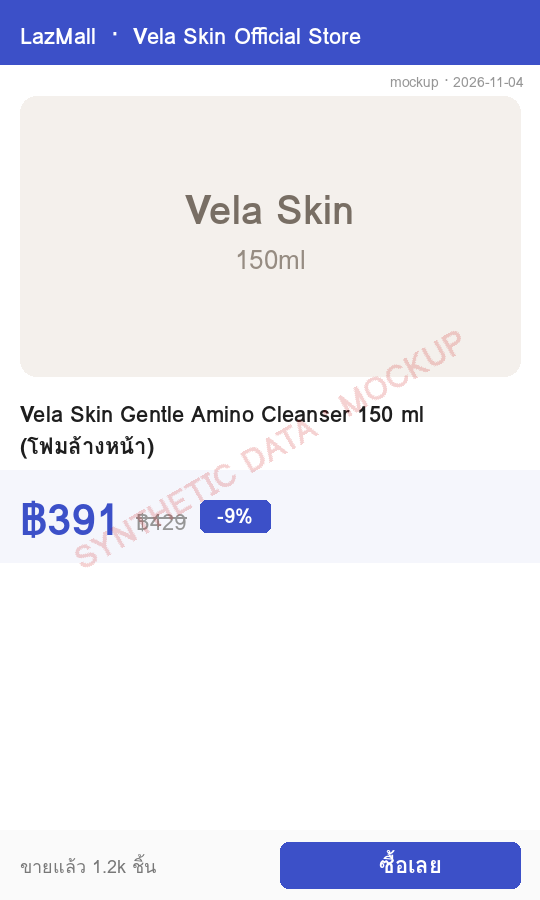 LazMall · Vela Skin Official Store
mockup · 2026-11-04
Vela Skin
150ml
Vela Skin Gentle Amino Cleanser 150 ml
(โฟมล้างหน้า)
฿391 ฿429 -9%
SYNTHETIC DATA · MOCKUP
ขายแล้ว 1.2k ชิ้น ซื้อเลย